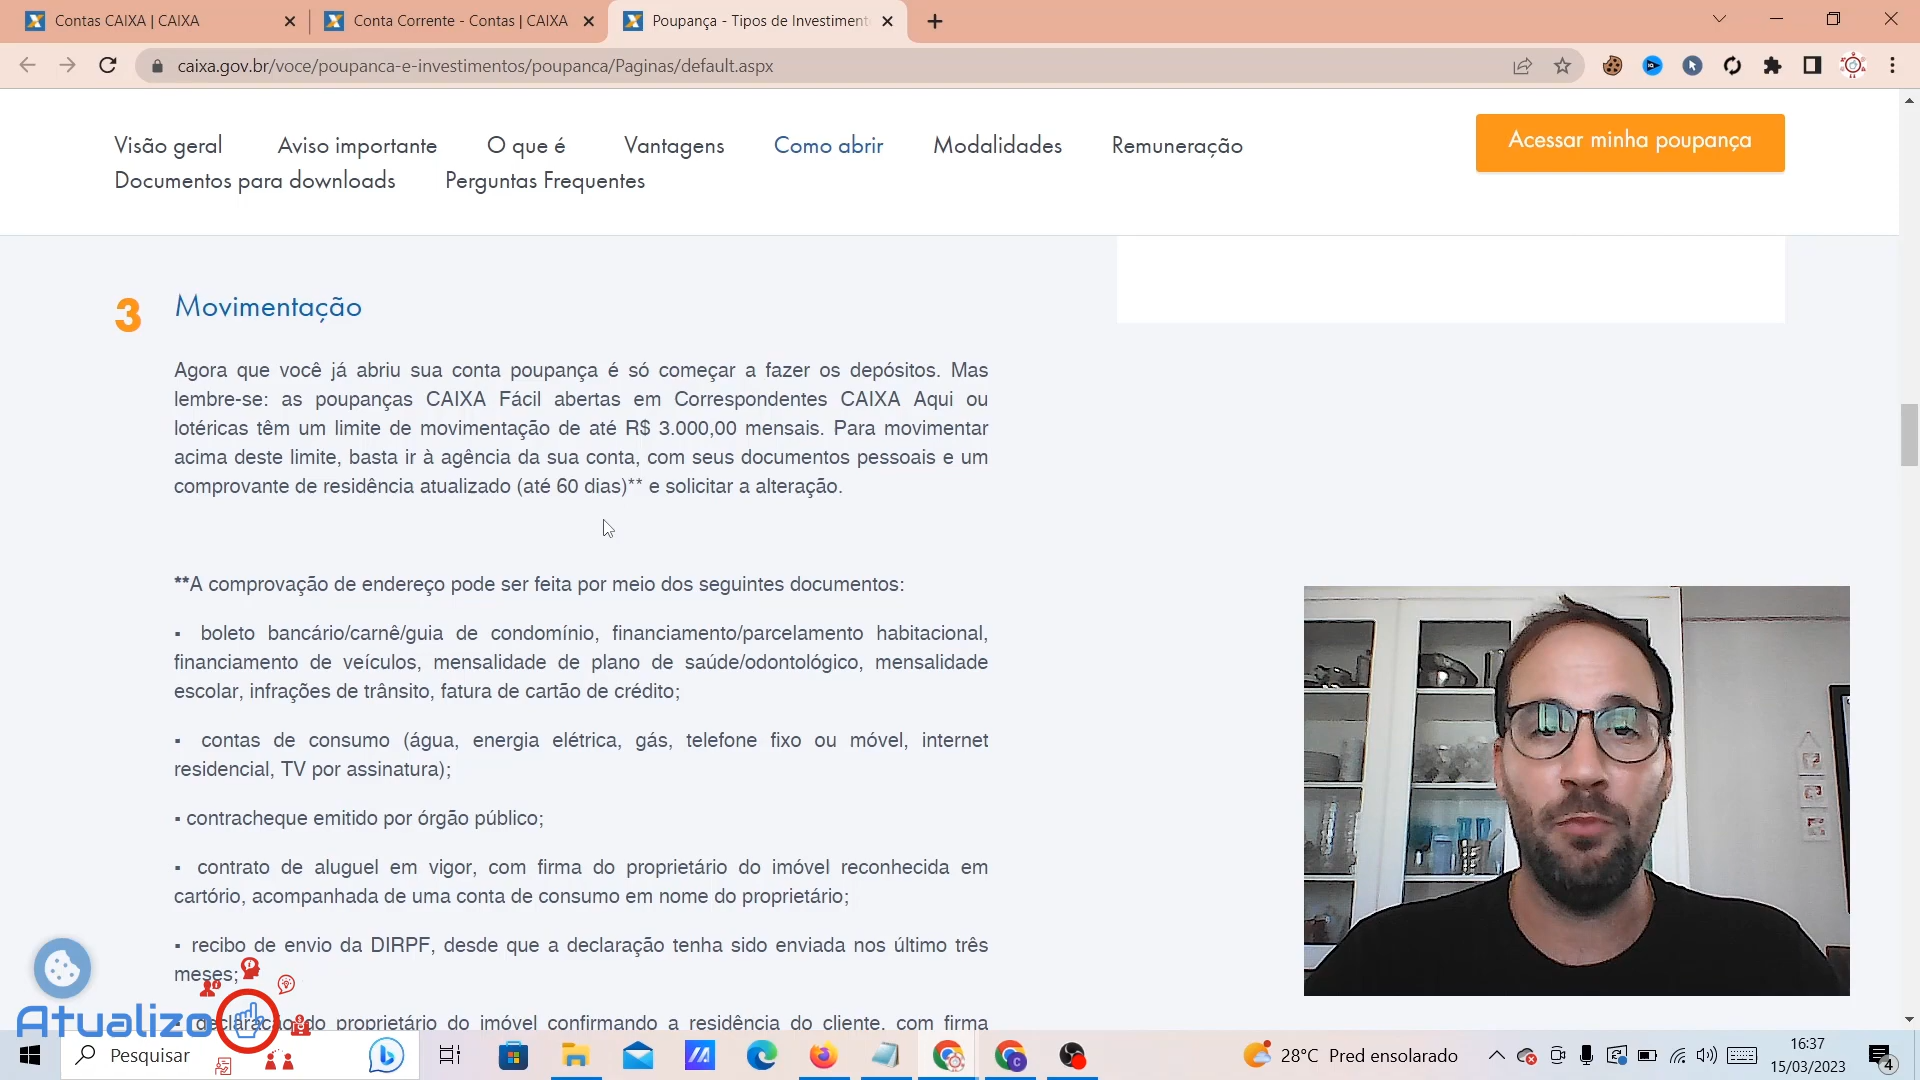 Contas CAIXA | CAIXA
Conta Corrente - Contas | CAIXA
Poupança - Tipos de Investiment
caixa.gov.br/voce/poupanca-e-investimentos/poupanca/Paginas/default.aspx
Visão geral
Aviso importante
O que é
Vantagens
Como abrir
Modalidades
Remuneração
Acessar minha poupança
Documentos para downloads
Perguntas Frequentes
3
Movimentação
Agora que você já abriu sua conta poupança é só começar a fazer os depósitos. Mas
lembre-se: as poupanças CAIXA Fácil abertas em Correspondentes CAIXA Aqui ou
lotéricas têm um limite de movimentação de até R$ 3.000,00 mensais. Para movimentar
acima deste limite, basta ir à agência da sua conta, com seus documentos pessoais e um
comprovante de residência atualizado (até 60 dias)** e solicitar a alteração.
**A comprovação de endereço pode ser feita por meio dos seguintes documentos:
▪ boleto bancário/carnê/guia de condomínio, financiamento/parcelamento habitacional,
financiamento de veículos, mensalidade de plano de saúde/odontológico, mensalidade
escolar, infrações de trânsito, fatura de cartão de crédito;
▪ contas de consumo (água, energia elétrica, gás, telefone fixo ou móvel, internet
residencial, TV por assinatura);
▪ contracheque emitido por órgão público;
▪ contrato de aluguel em vigor, com firma do proprietário do imóvel reconhecida em
cartório, acompanhada de uma conta de consumo em nome do proprietário;
▪ recibo de envio da DIRPF, desde que a declaração tenha sido enviada nos último três
meses;
▪ declaração do proprietário do imóvel confirmando a residência do cliente, com firma
Atualizo
Pesquisar
28°C Pred ensolarado
16:37
15/03/2023
4